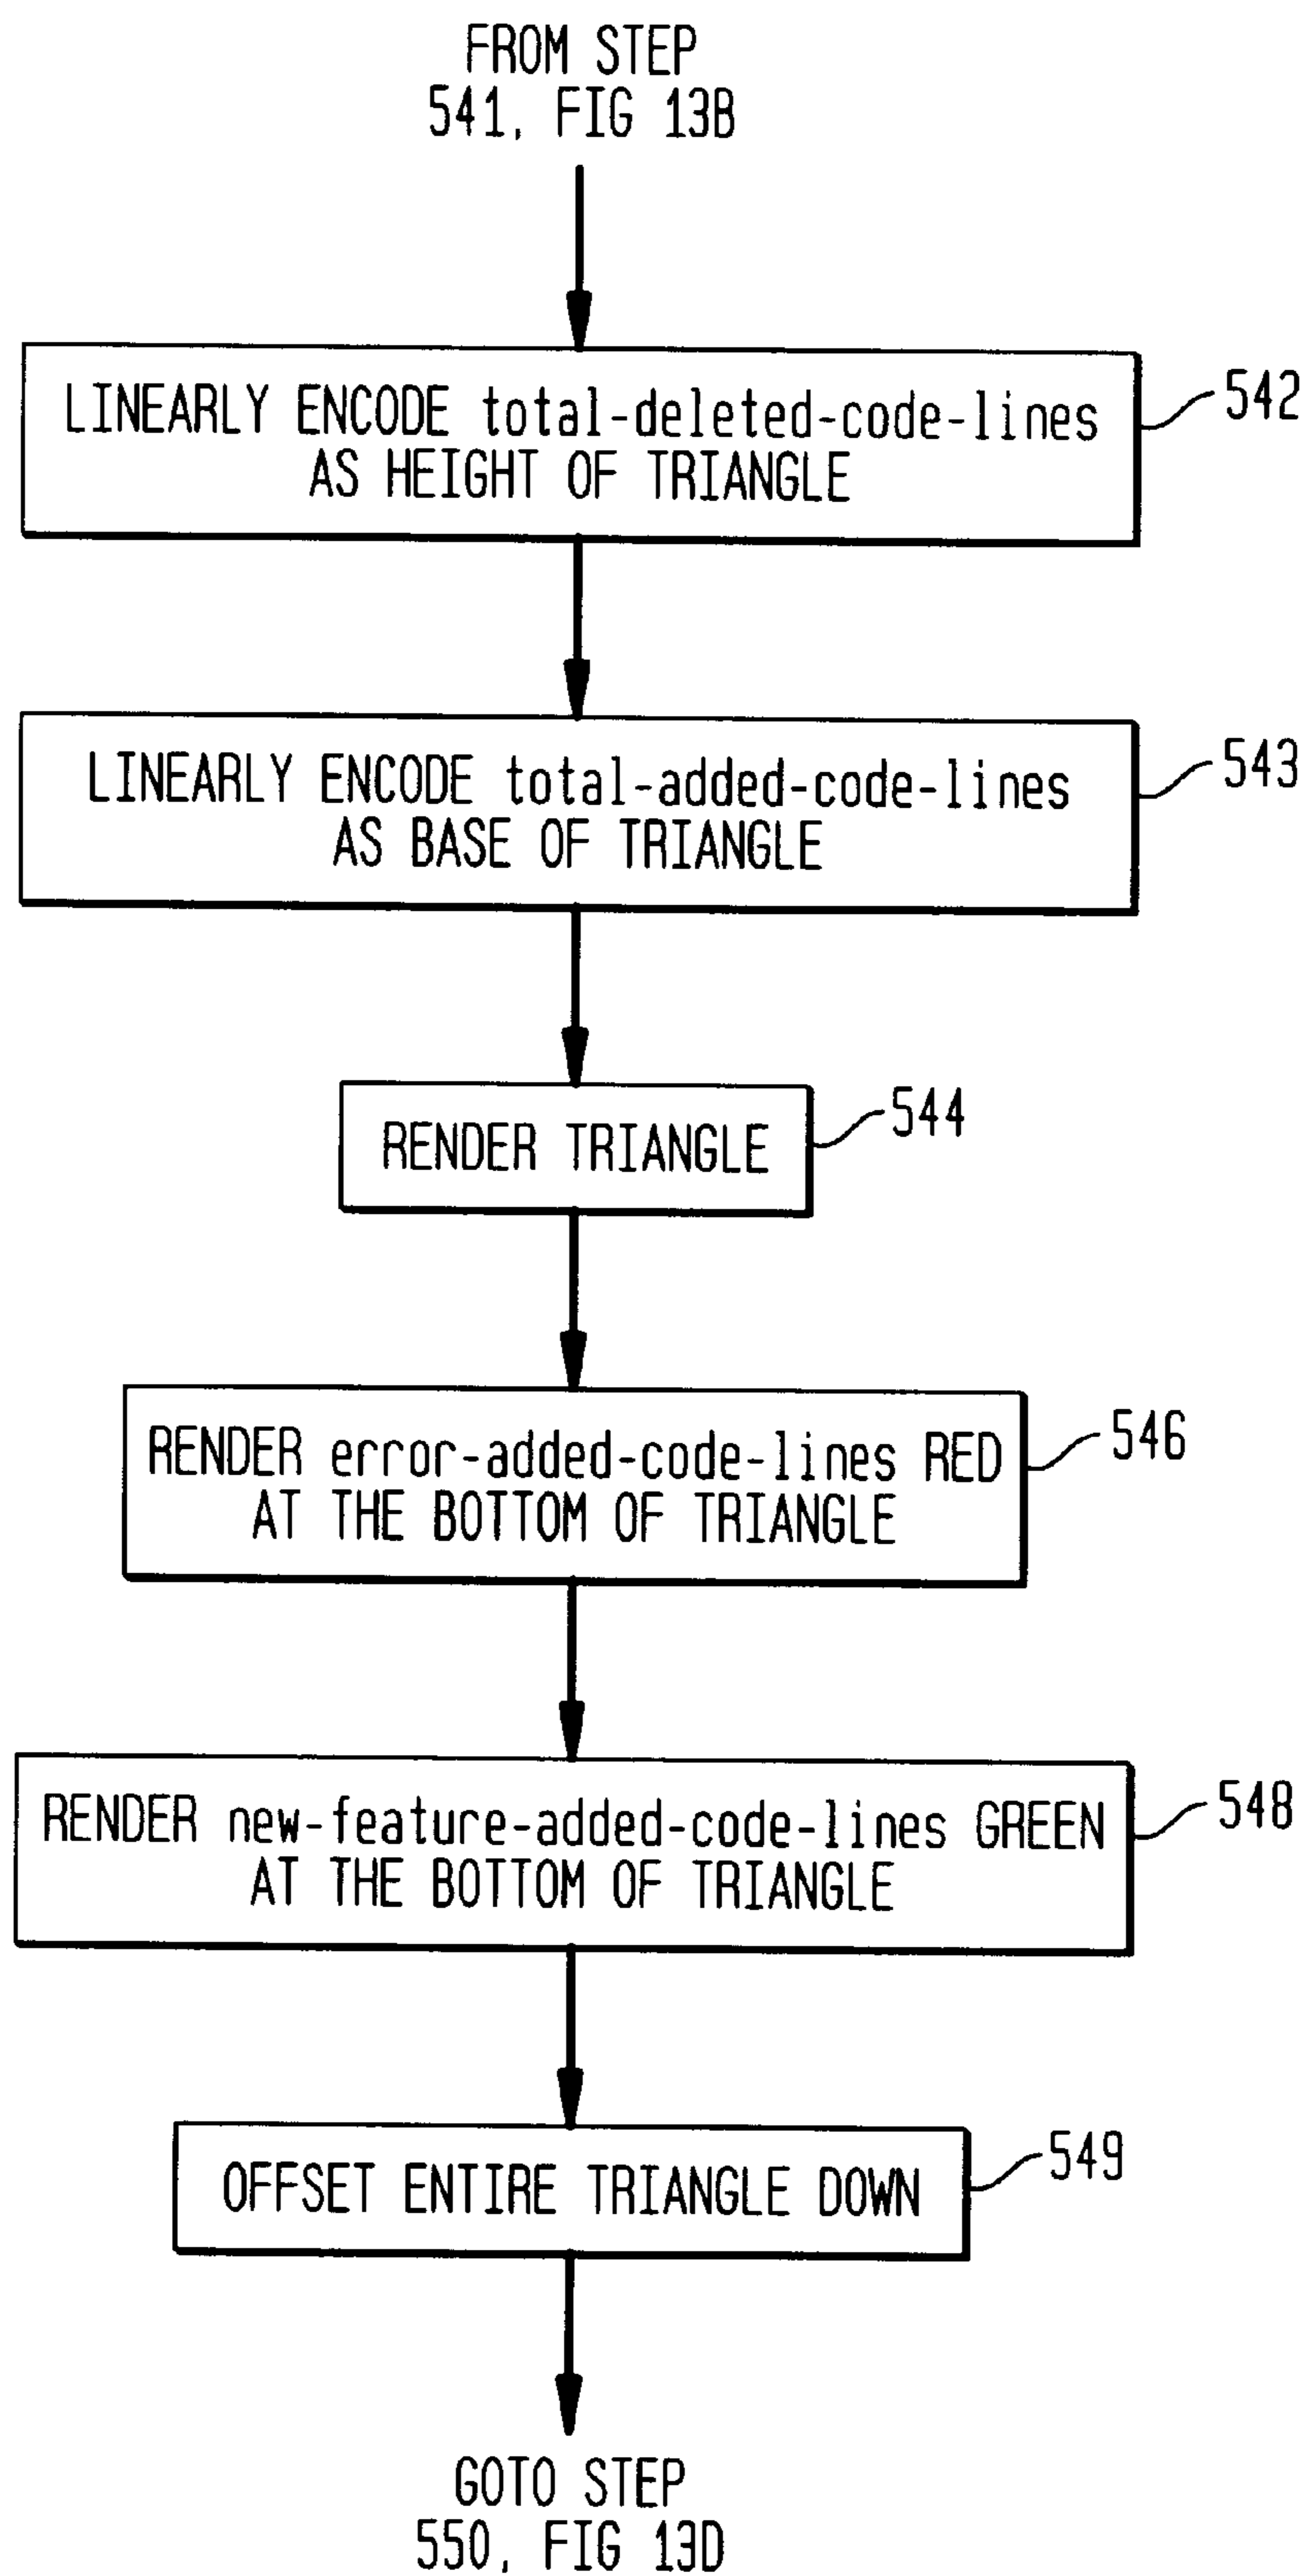 FROM STEP
541, FIG 13B
LINEARLY ENCODE total-deleted-code-lines
AS HEIGHT OF TRIANGLE
542
LINEARLY ENCODE total-added-code-lines
AS BASE OF TRIANGLE
543
RENDER TRIANGLE
544
RENDER error-added-code-lines RED
AT THE BOTTOM OF TRIANGLE
546
RENDER new-feature-added-code-lines GREEN
AT THE BOTTOM OF TRIANGLE
548
OFFSET ENTIRE TRIANGLE DOWN
549
GOTO STEP
550, FIG 13D